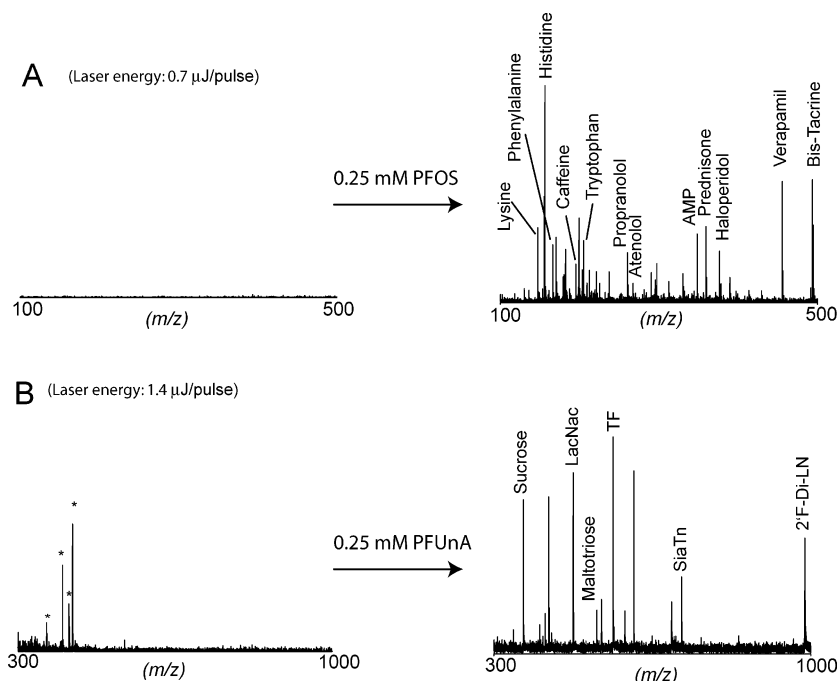 A
(Laser energy: 0.7 μJ/pulse)
100
500
(m/z)
0.25 mM PFOS
Lysine
Phenylalanine
Histidine
Caffeine
Tryptophan
Propranolol
Atenolol
AMP
Prednisone
Haloperidol
Verapamil
Bis-Tacrine
100
500
(m/z)
B
(Laser energy: 1.4 μJ/pulse)
*
*
*
*
300
1000
(m/z)
0.25 mM PFUnA
Sucrose
LacNac
Maltotriose
TF
SiaTn
2'F-Di-LN
300
1000
(m/z)